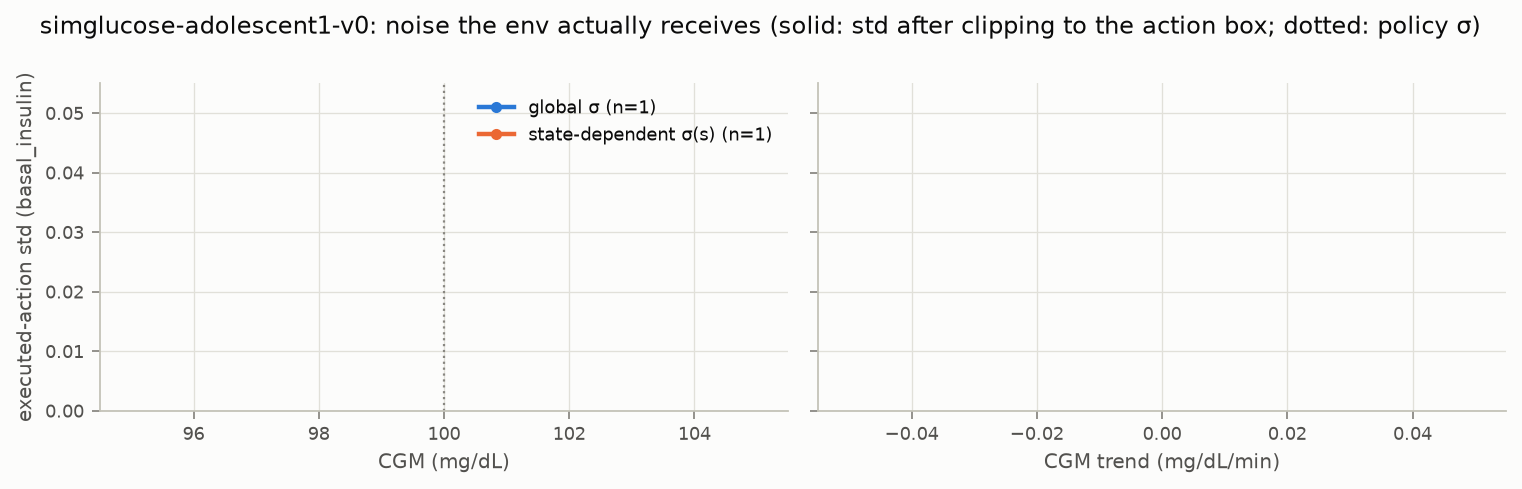 simglucose-adolescent1-v0: noise the env actually receives (solid: std after clipping to the action box; dotted: policy σ)
executed-action std (basal_insulin)
0.05
0.04
0.03
0.02
0.01
0.00
global σ (n=1)
state-dependent σ(s) (n=1)
96 98 100 102 104
CGM (mg/dL)
−0.04 −0.02 0.00 0.02 0.04
CGM trend (mg/dL/min)